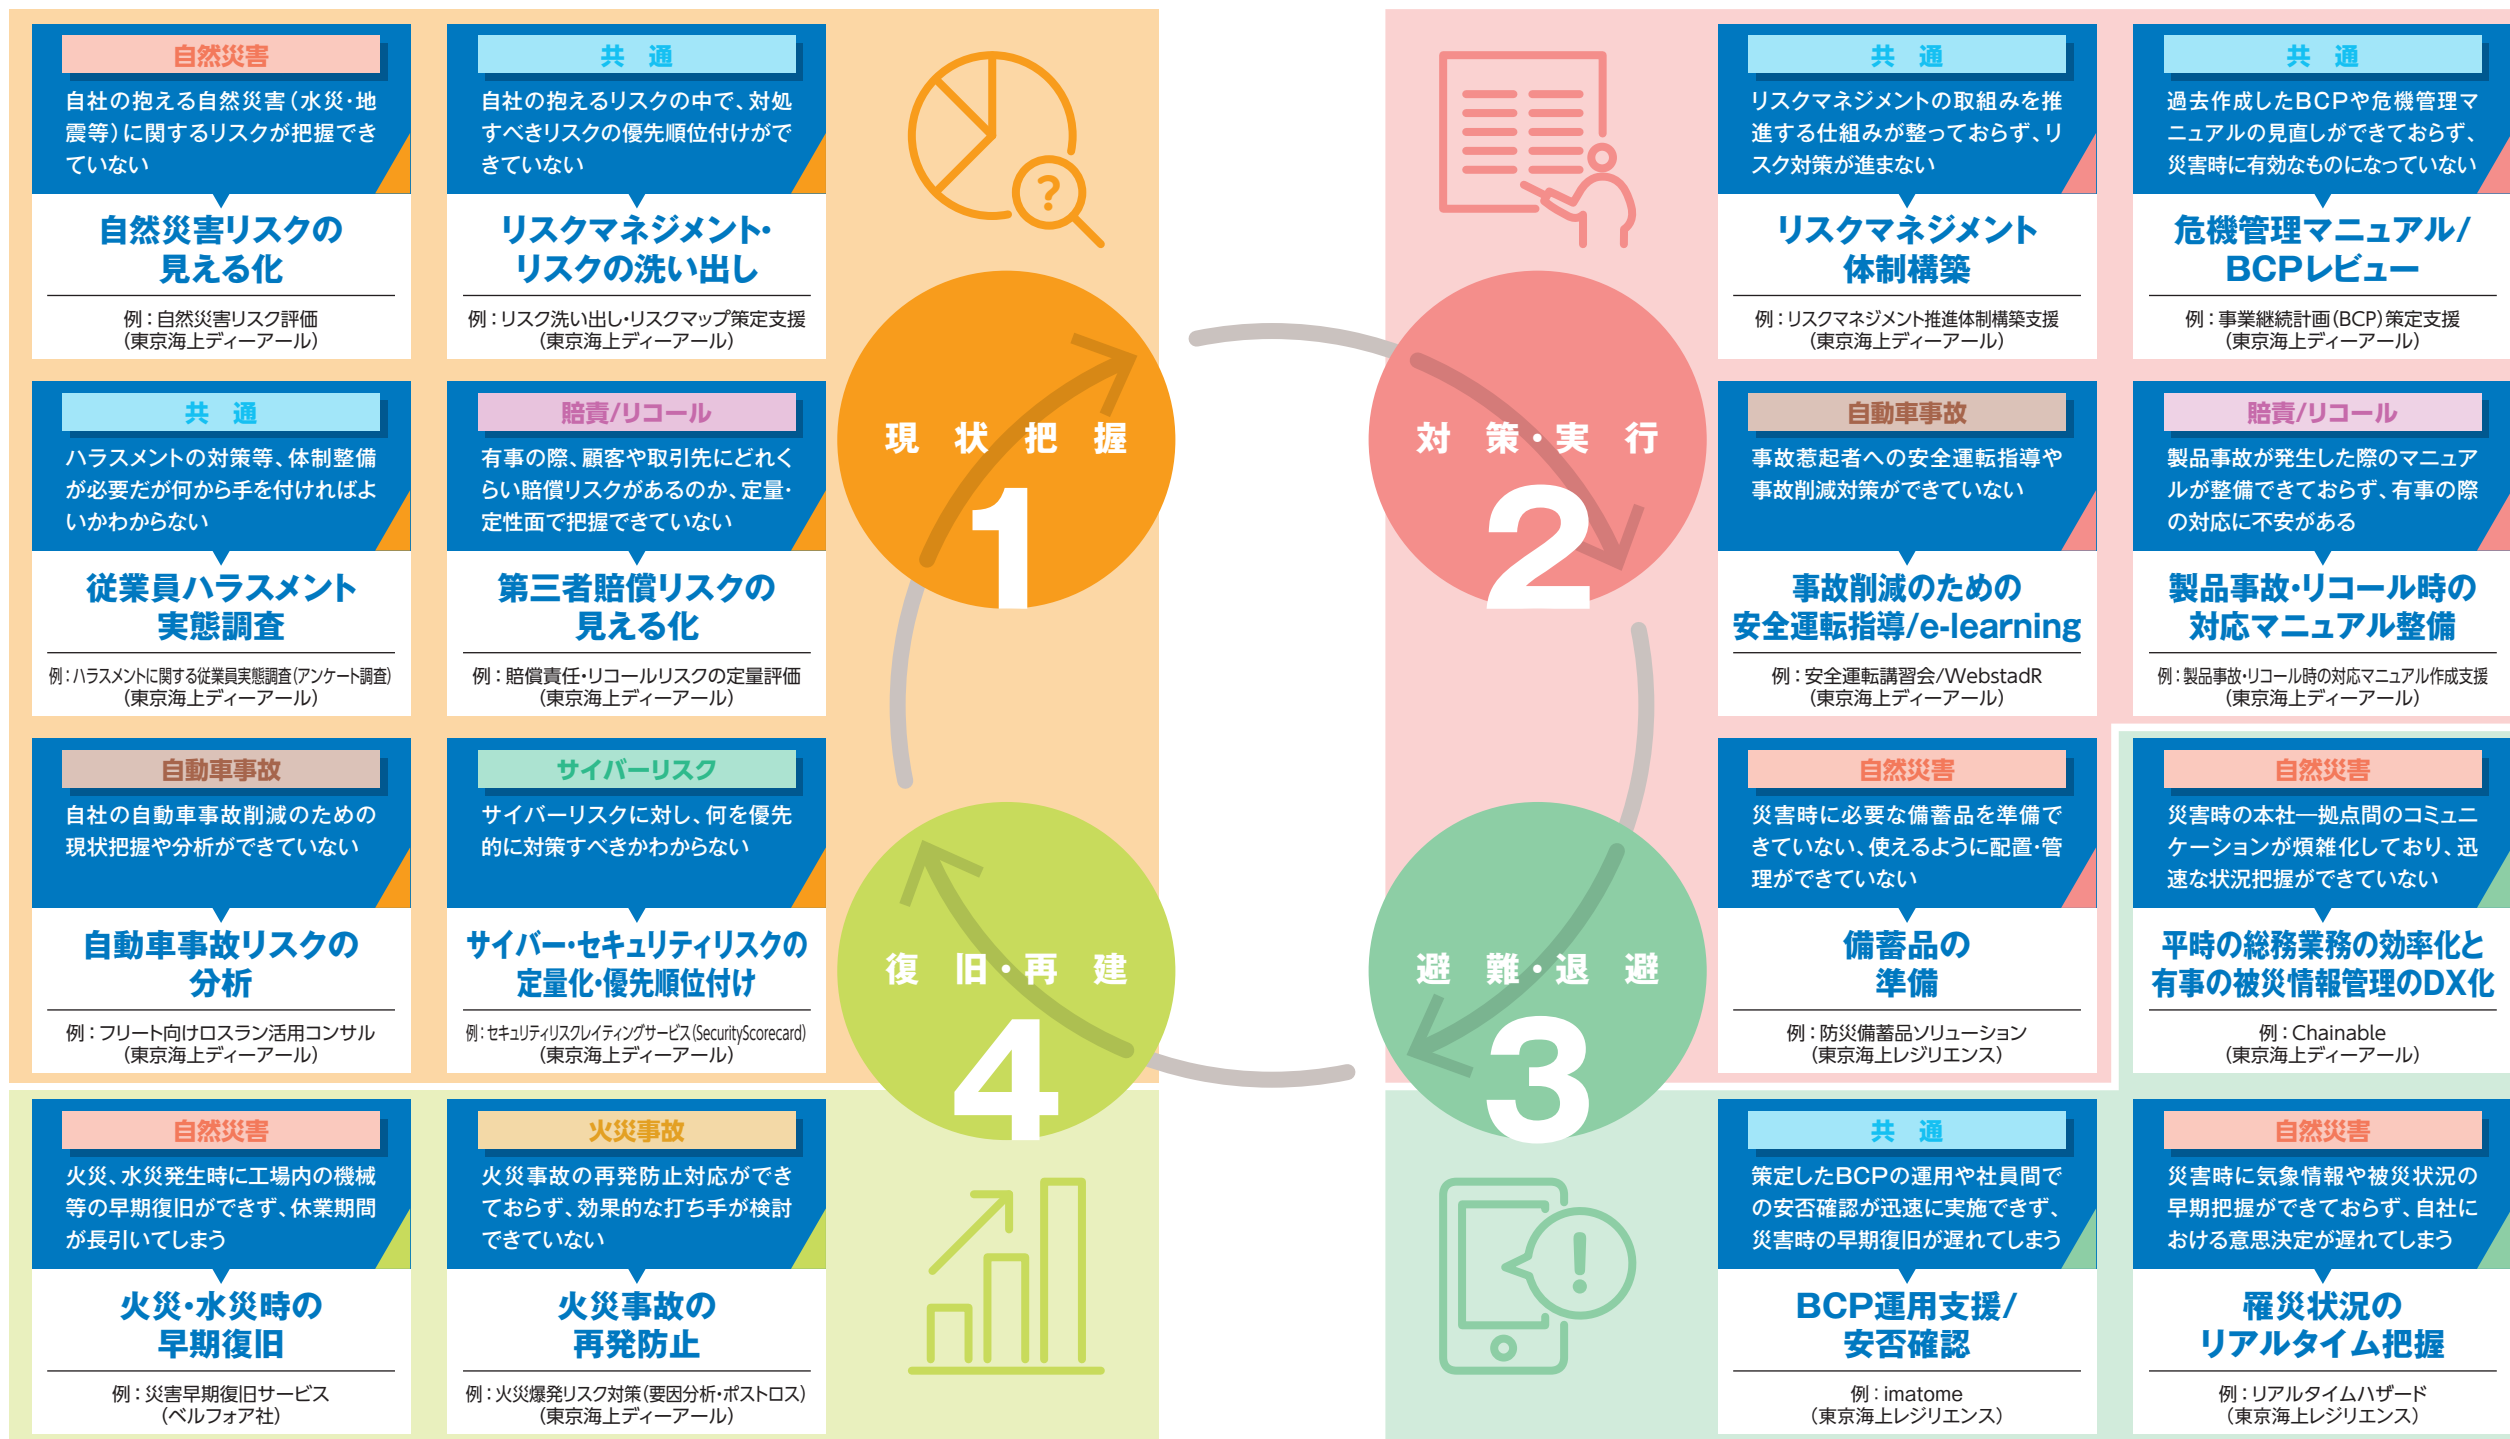 自然災害
自社の抱える自然災害(水災・地
震等)に関するリスクが把握でき
ていない
自然災害リスクの
見える化
例：自然災害リスク評価
(東京海上ディーアール)
共 通
自社の抱えるリスクの中で、対処
すべきリスクの優先順位付けがで
きていない
リスクマネジメント・
リスクの洗い出し
例：リスク洗い出し・リスクマップ策定支援
(東京海上ディーアール)
共 通
ハラスメントの対策等、体制整備
が必要だが何から手を付ければよ
いかわからない
従業員ハラスメント
実態調査
例：ハラスメントに関する従業員実態調査(アンケート調査)
(東京海上ディーアール)
賠責/リコール
有事の際、顧客や取引先にどれく
らい賠償リスクがあるのか、定量・
定性面で把握できていない
第三者賠償リスクの
見える化
例：賠償責任・リコールリスクの定量評価
(東京海上ディーアール)
自動車事故
自社の自動車事故削減のための
現状把握や分析ができていない
自動車事故リスクの
分析
例：フリート向けロスラン活用コンサル
(東京海上ディーアール)
サイバーリスク
サイバーリスクに対し、何を優先
的に対策すべきかわからない
サイバー・セキュリティリスクの
定量化・優先順位付け
例：セキュリティリスクレイティングサービス(SecurityScorecard)
(東京海上ディーアール)
?
現 状 把 握
1
対 策・実 行
2
共 通
リスクマネジメントの取組みを推
進する仕組みが整っておらず、リ
スク対策が進まない
リスクマネジメント
体制構築
例：リスクマネジメント推進体制構築支援
(東京海上ディーアール)
共 通
過去作成したBCPや危機管理マ
ニュアルの見直しができておらず、
災害時に有効なものになっていない
危機管理マニュアル/
BCPレビュー
例：事業継続計画(BCP)策定支援
(東京海上ディーアール)
自動車事故
事故惹起者への安全運転指導や
事故削減対策ができていない
事故削減のための
安全運転指導/e-learning
例：安全運転講習会/WebstadR
(東京海上ディーアール)
賠責/リコール
製品事故が発生した際のマニュア
ルが整備できておらず、有事の際
の対応に不安がある
製品事故・リコール時の
対応マニュアル整備
例：製品事故・リコール時の対応マニュアル作成支援
(東京海上ディーアール)
自然災害
災害時に必要な備蓄品を準備で
きていない、使えるように配置・管
理ができていない
備蓄品の
準備
例：防災備蓄品ソリューション
(東京海上レジリエンス)
自然災害
災害時の本社―拠点間のコミュニ
ケーションが煩雑化しており、迅
速な状況把握ができていない
平時の総務業務の効率化と
有事の被災情報管理のDX化
例：Chainable
(東京海上ディーアール)
避 難・退 避
3
共 通
策定したBCPの運用や社員間で
の安否確認が迅速に実施できず、
災害時の早期復旧が遅れてしまう
BCP運用支援/
安否確認
例：imatome
(東京海上レジリエンス)
自然災害
災害時に気象情報や被災状況の
早期把握ができておらず、自社に
おける意思決定が遅れてしまう
罹災状況の
リアルタイム把握
例：リアルタイムハザード
(東京海上レジリエンス)
!
復 旧・再 建
4
自然災害
火災、水災発生時に工場内の機械
等の早期復旧ができず、休業期間
が長引いてしまう
火災・水災時の
早期復旧
例：災害早期復旧サービス
(ベルフォア社)
火災事故
火災事故の再発防止対応ができ
ておらず、効果的な打ち手が検討
できていない
火災事故の
再発防止
例：火災爆発リスク対策(要因分析・ポストロス)
(東京海上ディーアール)